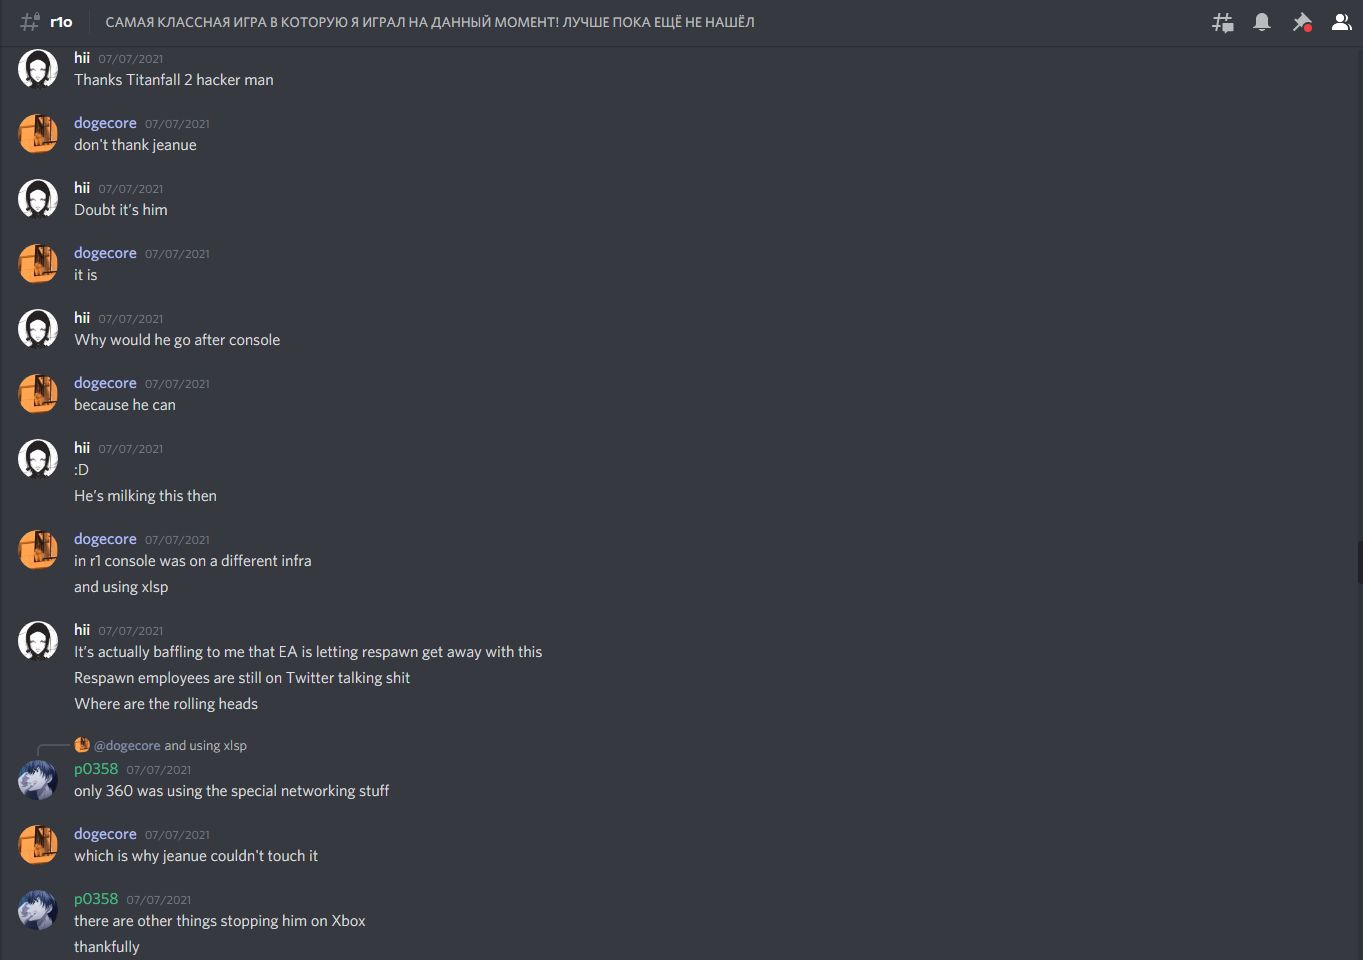 r1o САМАЯ КЛАССНАЯ ИГРА В КОТОРУЮ Я ИГРАЛ НА ДАННЫЙ МОМЕНТ! ЛУЧШЕ ПОКА ЕЩЁ НЕ НАШЁЛ
hii 07/07/2021
Thanks Titanfall 2 hacker man
dogecore 07/07/2021
don't thank jeanue
hii 07/07/2021
Doubt it's him
dogecore 07/07/2021
it is
hii 07/07/2021
Why would he go after console
dogecore 07/07/2021
because he can
hii 07/07/2021
:D
He's milking this then
dogecore 07/07/2021
in r1 console was on a different infra
and using xlsp
hii 07/07/2021
It's actually baffling to me that EA is letting respawn get away with this
Respawn employees are still on Twitter talking shit
Where are the rolling heads
@dogecore and using xlsp
p0358 07/07/2021
only 360 was using the special networking stuff
dogecore 07/07/2021
which is why jeanue couldn't touch it
p0358 07/07/2021
there are other things stopping him on Xbox
thankfully